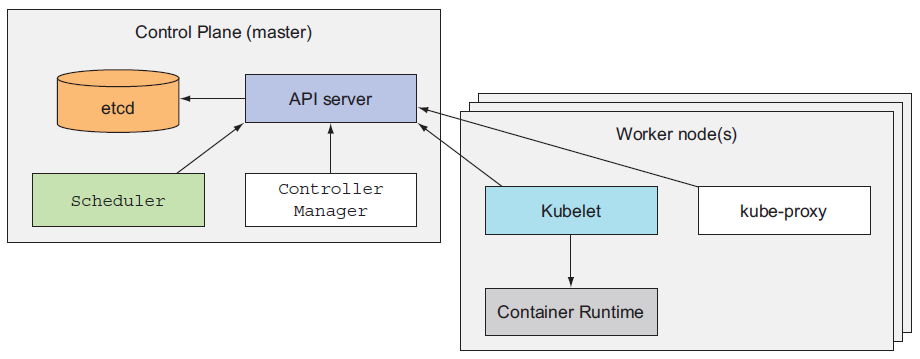 Control Plane (master)
etcd
API server
Scheduler
Controller
Manager
Worker node(s)
Kubelet
kube-proxy
Container Runtime